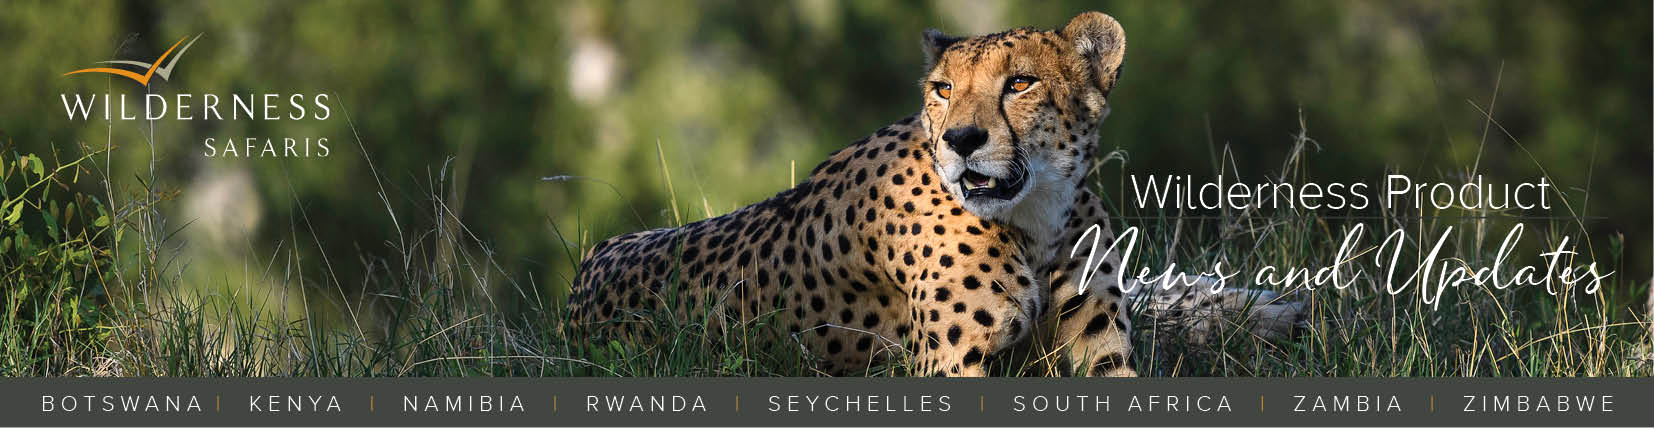 WILDERNESS
SAFARIS
Wilderness Product
News and Updates
BOTSWANA | KENYA | NAMIBIA | RWANDA | SEYCHELLES | SOUTH AFRICA | ZAMBIA | ZIMBABWE